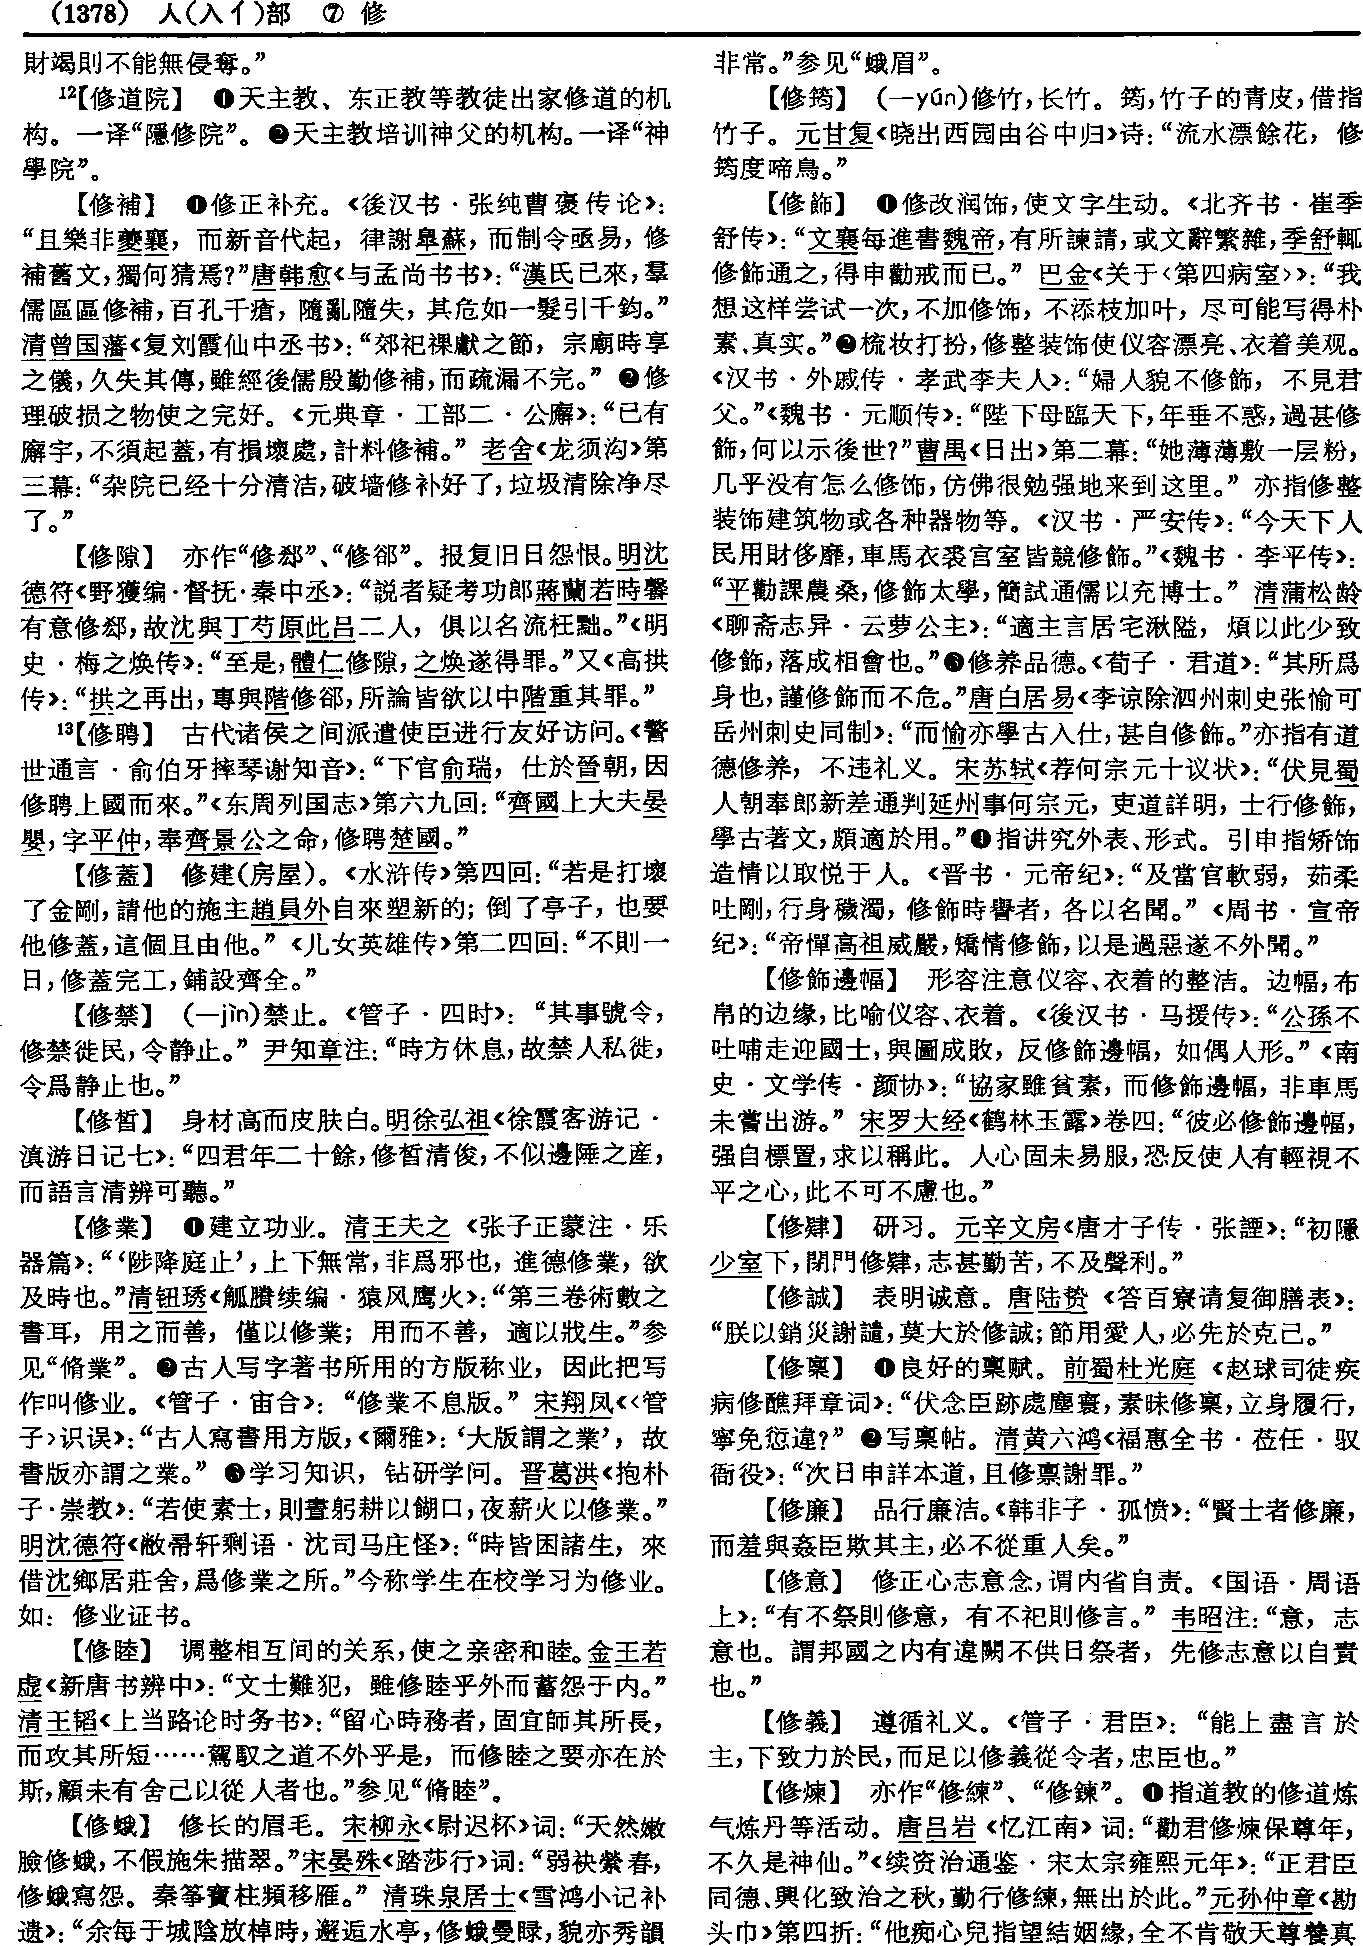 (1378) 人(入亻)部 ⑦ 修
財竭則不能無侵奪。”
12【修道院】 ❶天主教、东正教等教徒出家修道的机
构。一译“隱修院”。❷天主教培训神父的机构。一译“神
學院”。
【修補】 ❶修正补充。《後汉书·张纯曹褒传论》：
“且樂非夔襄，而新音代起，律謝臯蘇，而制令亟易，修
補舊文，獨何猜焉？”唐韩愈《与孟尚书书》：“漢氏已來，羣
儒區區修補，百孔千瘡，隨亂隨失，其危如一髮引千鈞。”
清曾国藩《复刘霞仙中丞书》：“郊祀祼獻之節，宗廟時享
之儀，久失其傳，雖經後儒殷勤修補，而疏漏不完。” ❷修
理破损之物使之完好。《元典章·工部二·公廨》：“已有
廨宇，不須起蓋，有損壞處，計料修補。” 老舍《龙须沟》第
三幕：“杂院已经十分清洁，破墙修补好了，垃圾清除净尽
了。”
【修隙】 亦作“修郄”、“修郤”。报复旧日怨恨。明沈
德符《野獲编·督抚·秦中丞》：“説者疑考功郎蔣蘭若時馨
有意修郄，故沈與丁芍原此吕二人，俱以名流枉黜。”《明
史·梅之焕传》：“至是，體仁修隙，之焕遂得罪。”又《高拱
传》：“拱之再出，專與階修郤，所論皆欲以中階重其罪。”
13【修聘】 古代诸侯之间派遣使臣进行友好访问。《警
世通言·俞伯牙摔琴谢知音》：“下官俞瑞，仕於晉朝，因
修聘上國而來。”《东周列国志》第六九回：“齊國上大夫晏
嬰，字平仲，奉齊景公之命，修聘楚國。”
【修蓋】 修建(房屋)。《水浒传》第四回：“若是打壞
了金剛，請他的施主趙員外自來塑新的；倒了亭子，也要
他修蓋，這個且由他。” 《儿女英雄传》第二四回：“不則一
日，修蓋完工，鋪設齊全。”
【修禁】 (—jìn)禁止。《管子·四时》：“其事號令，
修禁徙民，令静止。” 尹知章注：“時方休息，故禁人私徙，
令爲静止也。”
【修皙】 身材高而皮肤白。明徐弘祖《徐霞客游记·
滇游日记七》：“四君年二十餘，修皙清俊，不似邊陲之産，
而語言清辨可聽。”
【修業】 ❶建立功业。清王夫之《张子正蒙注·乐
器篇》：“‘陟降庭止’，上下無常，非爲邪也，進德修業，欲
及時也。”清钮琇《觚賸续编·猿风鹰火》：“第三卷術數之
書耳，用之而善，僅以修業；用而不善，適以戕生。”参
见“脩業”。❷古人写字著书所用的方版称业，因此把写
作叫修业。《管子·宙合》：“修業不息版。” 宋翔凤《〈管
子〉识误》：“古人寫書用方版，《爾雅》：‘大版謂之業’，故
書版亦謂之業。” ❸学习知识，钻研学问。晋葛洪《抱朴
子·崇教》：“若使素士，則晝躬耕以餬口，夜薪火以修業。”
明沈德符《敝帚轩剩语·沈司马庄怪》：“時皆困諸生，來
借沈鄉居莊舍，爲修業之所。”今称学生在校学习为修业。
如：修业证书。
【修睦】 调整相互间的关系，使之亲密和睦。金王若
虚《新唐书辨中》：“文士難犯，雖修睦乎外而蓄怨于内。”
清王韬《上当路论时务书》：“留心時務者，固宜師其所長，
而攻其所短……駕馭之道不外乎是，而修睦之要亦在於
斯，顧未有舍己以從人者也。”参见“脩睦”。
【修蛾】 修长的眉毛。宋柳永《尉迟杯》词：“天然嫩
臉修蛾，不假施朱描翠。”宋晏殊《踏莎行》词：“弱袂縈春，
修蛾寫怨。秦筝寶柱頻移雁。” 清珠泉居士《雪鸿小记补
遗》：“余每于城陰放棹時，邂逅水亭，修蛾曼睩，貌亦秀韻
非常。”参见“蛾眉”。
【修筠】 (—yún)修竹，长竹。筠，竹子的青皮，借指
竹子。元甘复《晓出西园由谷中归》诗：“流水漂餘花，修
筠度啼鳥。”
【修飾】 ❶修改润饰，使文字生动。《北齐书·崔季
舒传》：“文襄每進書魏帝，有所諫請，或文辭繁雜，季舒輒
修飾通之，得申勸戒而已。” 巴金《关于〈第四病室〉》：“我
想这样尝试一次，不加修饰，不添枝加叶，尽可能写得朴
素、真实。”❷梳妆打扮，修整装饰使仪容漂亮、衣着美观。
《汉书·外戚传·孝武李夫人》：“婦人貌不修飾，不見君
父。”《魏书·元顺传》：“陛下母臨天下，年垂不惑，過甚修
飾，何以示後世？”曹禺《日出》第二幕：“她薄薄敷一层粉，
几乎没有怎么修饰，仿佛很勉强地来到这里。” 亦指修整
装饰建筑物或各种器物等。《汉书·严安传》：“今天下人
民用財侈靡，車馬衣裘宫室皆競修飾。”《魏书·李平传》：
“平勸課農桑，修飾太學，簡試通儒以充博士。” 清蒲松龄
《聊斋志异·云萝公主》：“適主言居宅湫隘，煩以此少致
修飾，落成相會也。”❸修养品德。《荀子·君道》：“其所爲
身也，謹修飾而不危。”唐白居易《李谅除泗州刺史张愉可
岳州刺史同制》：“而愉亦學古入仕，甚自修飾。”亦指有道
德修养，不违礼义。宋苏轼《荐何宗元十议状》：“伏見蜀
人朝奉郎新差通判延州事何宗元，吏道詳明，士行修飾，
學古著文，頗適於用。”❹指讲究外表、形式。引申指矫饰
造情以取悦于人。《晋书·元帝纪》：“及當官軟弱，茹柔
吐剛，行身穢濁，修飾時譽者，各以名聞。” 《周书·宣帝
纪》：“帝憚高祖威嚴，矯情修飾，以是過惡遂不外聞。”
【修飾邊幅】 形容注意仪容、衣着的整洁。边幅，布
帛的边缘，比喻仪容、衣着。《後汉书·马援传》：“公孫不
吐哺走迎國士，與圖成敗，反修飾邊幅，如偶人形。”《南
史·文学传·颜协》：“協家雖貧素，而修飾邊幅，非車馬
未嘗出游。” 宋罗大经《鹤林玉露》卷四：“彼必修飾邊幅，
强自標置，求以稱此。人心固未易服，恐反使人有輕視不
平之心，此不可不慮也。”
【修肄】 研习。元辛文房《唐才子传·张諲》：“初隱
少室下，閉門修肄，志甚勤苦，不及聲利。”
【修誠】 表明诚意。唐陆贽《答百寮请复御膳表》：
“朕以銷災謝譴，莫大於修誠；節用愛人，必先於克己。”
【修稟】 ❶良好的稟赋。前蜀杜光庭《赵球司徒疾
病修醮拜章词》：“伏念臣跡處塵寰，素昧修稟，立身履行，
寧免愆違？” ❷写稟帖。清黄六鸿《福惠全书·莅任·驭
衙役》：“次日申詳本道，且修稟謝罪。”
【修廉】 品行廉洁。《韩非子·孤愤》：“賢士者修廉，
而羞與姦臣欺其主，必不從重人矣。”
【修意】 修正心志意念，谓内省自责。《国语·周语
上》：“有不祭則修意，有不祀則修言。” 韦昭注：“意，志
意也。謂邦國之内有違闕不供日祭者，先修志意以自責
也。”
【修義】 遵循礼义。《管子·君臣》：“能上盡言於
主，下致力於民，而足以修義從令者，忠臣也。”
【修煉】 亦作“修練”、“修鍊”。❶指道教的修道炼
气炼丹等活动。唐吕岩《忆江南》词：“勸君修煉保尊年，
不久是神仙。”《续资治通鉴·宋太宗雍熙元年》：“正君臣
同德、興化致治之秋，勤行修練，無出於此。”元孙仲章《勘
头巾》第四折：“他痴心兒指望結姻緣，全不肯敬天尊養真